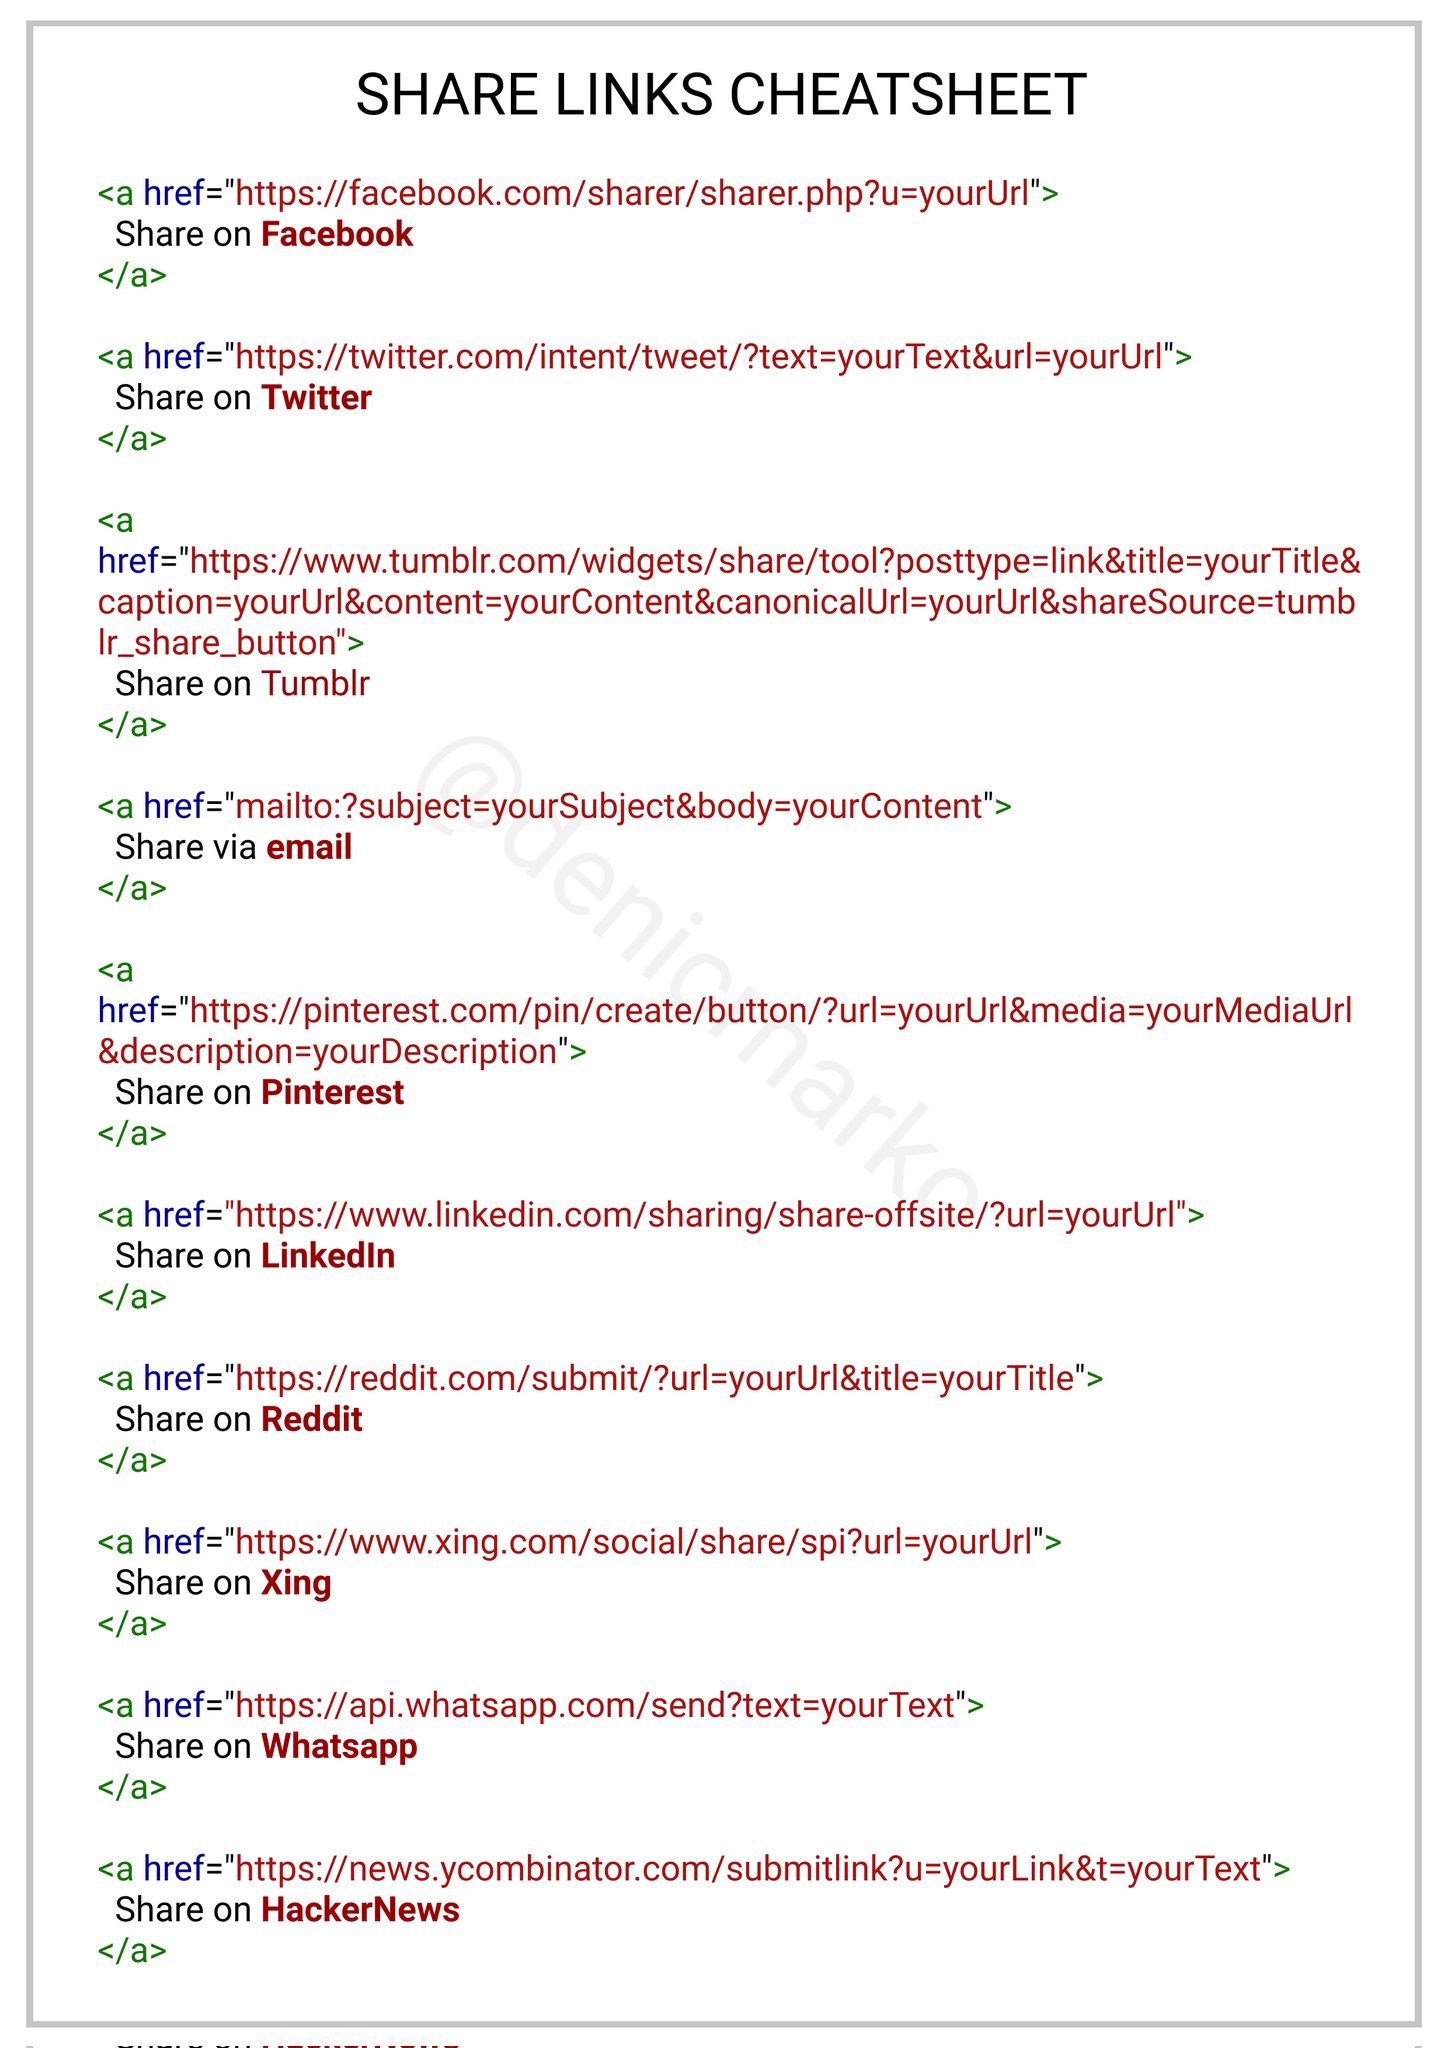 SHARE LINKS CHEATSHEET
<a href="https://facebook.com/sharer/sharer.php?u=yourUrl">
Share on Facebook
</a>
<a href="https://twitter.com/intent/tweet/?text=yourText&url=yourUrl">
Share on Twitter
</a>
<a
href="https://www.tumblr.com/widgets/share/tool?posttype=link&title=yourTitle&
caption=yourUrl&content=yourContent&canonicalUrl=yourUrl&shareSource=tumb
lr_share_button">
Share on Tumblr
</a>
<a href="mailto:?subject=yourSubject&body=yourContent">
Share via email
</a>
<a
href="https://pinterest.com/pin/create/button/?url=yourUrl&media=yourMediaUrl
&description=yourDescription">
Share on Pinterest
</a>
<a href="https://www.linkedin.com/sharing/share-offsite/?url=yourUrl">
Share on LinkedIn
</a>
<a href="https://reddit.com/submit/?url=yourUrl&title=yourTitle">
Share on Reddit
</a>
<a href="https://www.xing.com/social/share/spi?url=yourUrl">
Share on Xing
</a>
<a href="https://api.whatsapp.com/send?text=yourText">
Share on Whatsapp
</a>
<a href="https://news.ycombinator.com/submitlink?u=yourLink&t=yourText">
Share on HackerNews
</a>
@denicmarko